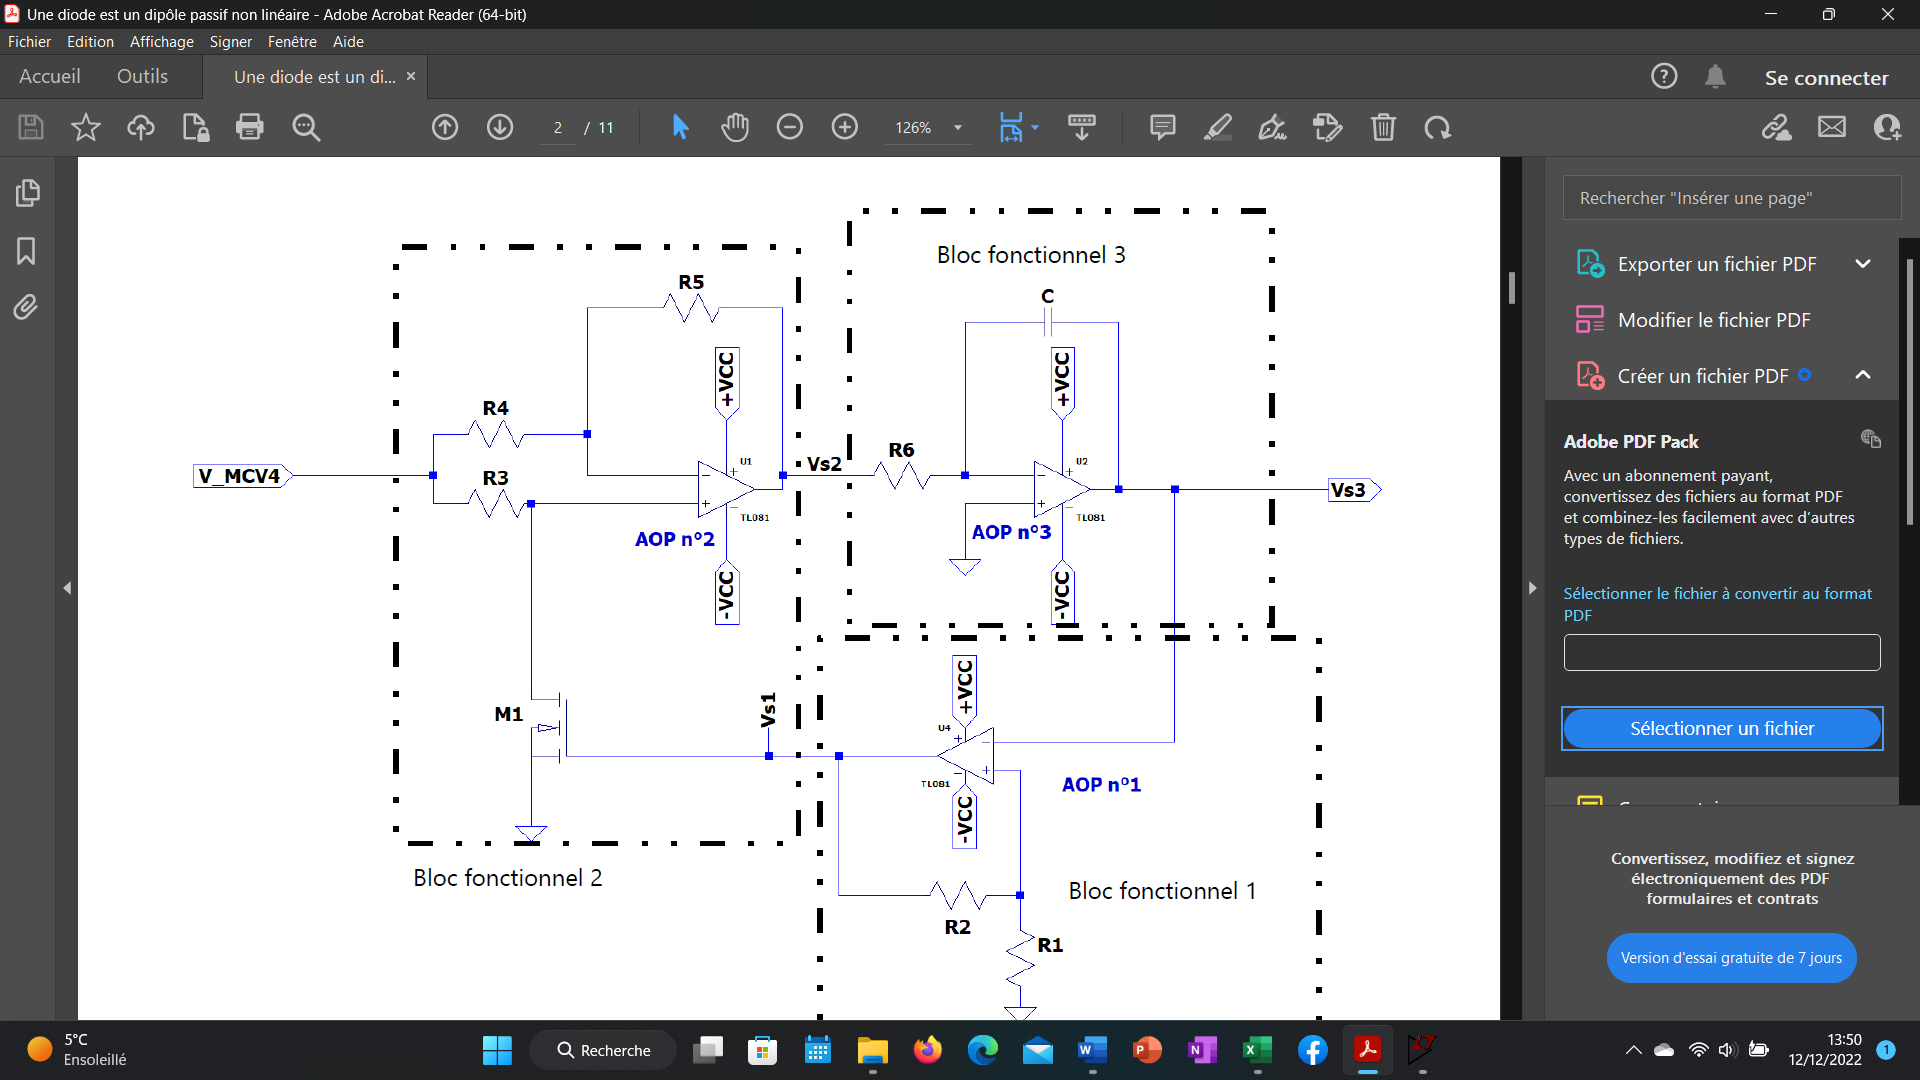 Une diode est un dipôle passif non linéaire - Adobe Acrobat Reader (64-bit)
Fichier Edition Affichage Signer Fenêtre Aide
Accueil Outils Une diode est un di... × Se connecter
2 / 11 126%
Rechercher "Insérer une page"
Exporter un fichier PDF
Modifier le fichier PDF
Créer un fichier PDF
Adobe PDF Pack
Avec un abonnement payant,
convertissez des fichiers au format PDF
et combinez-les facilement avec d'autres
types de fichiers.
Sélectionner le fichier à convertir au format
PDF
Sélectionner un fichier
Convertissez, modifiez et signez
électroniquement des PDF
formulaires et contrats
Version d'essai gratuite de 7 jours
Bloc fonctionnel 3
R5
C
+VCC
+VCC
R4
R3
R6
V_MCV4
U1
Vs2
U2
Vs3
- +
+ -
TL081
- +
+ -
TL081
AOP n°2
AOP n°3
-VCC
-VCC
+VCC
M1
Vs1
U4
+ -
- +
TL081
AOP n°1
-VCC
Bloc fonctionnel 2
Bloc fonctionnel 1
R2
R1
5°C
Ensoleillé
Recherche
13:50
12/12/2022
1